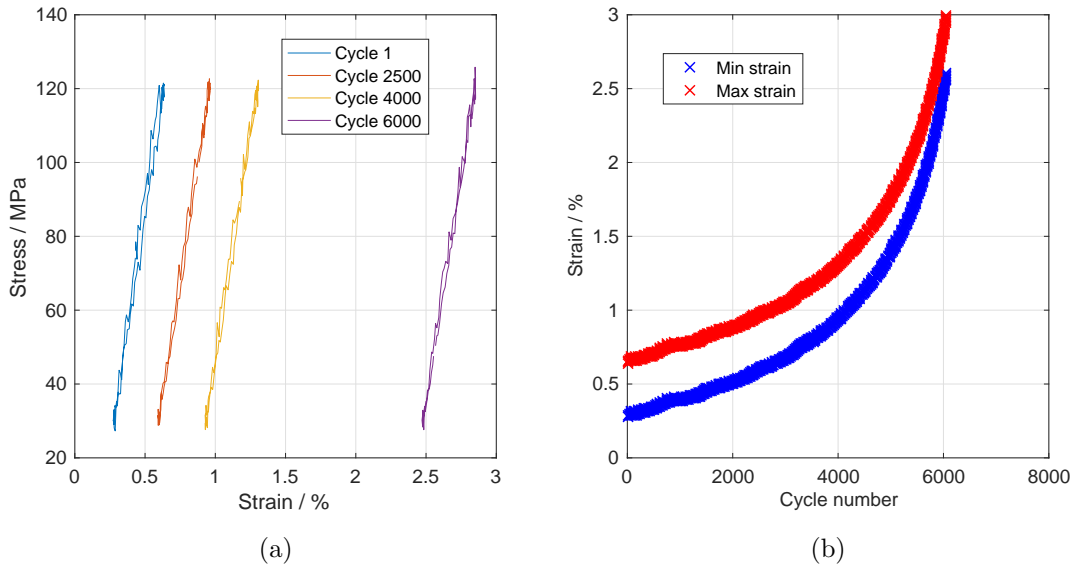 140
120
100
80
60
40
20
Stress / MPa
0
0.5
1
1.5
2
2.5
3
Strain / %
Cycle 1
Cycle 2500
Cycle 4000
Cycle 6000
(a)
3
2.5
2
1.5
1
0.5
0
Strain / %
0
2000
4000
6000
8000
Cycle number
Min strain
Max strain
(b)